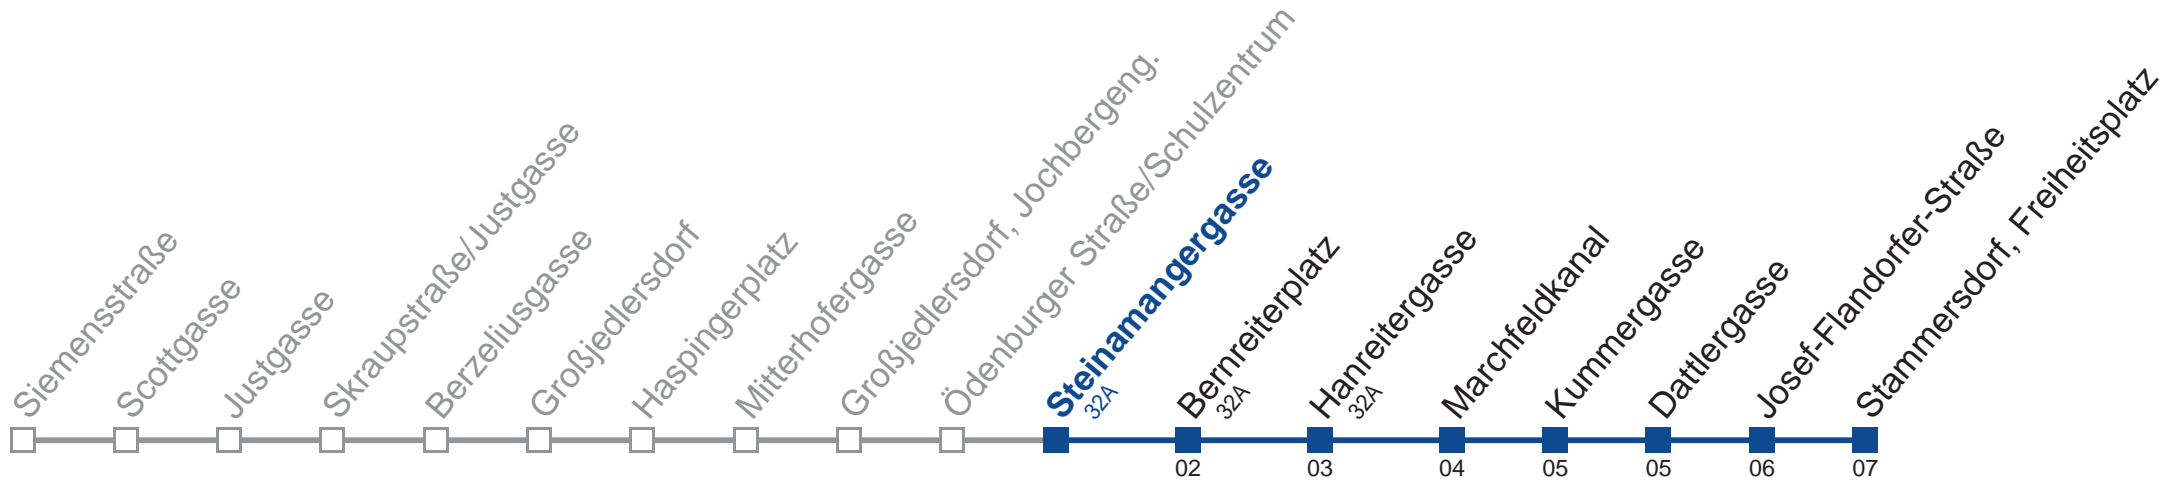 Siemensstraße
Scottgasse
Justgasse
Skraupstraße/Justgasse
Berzeliusgasse
Großjedlersdorf
Haspingerplatz
Mitterhofergasse
Großjedlersdorf, Jochbergeng.
Ödenburger Straße/Schulzentrum
Steinamangergasse
32A
Bernreiterplatz
32A
Hanreitergasse
32A
Marchfeldkanal
Kummergasse
Dattlergasse
Josef-Flandorfer-Straße
Stammersdorf, Freiheitsplatz
02
03
04
05
05
06
07